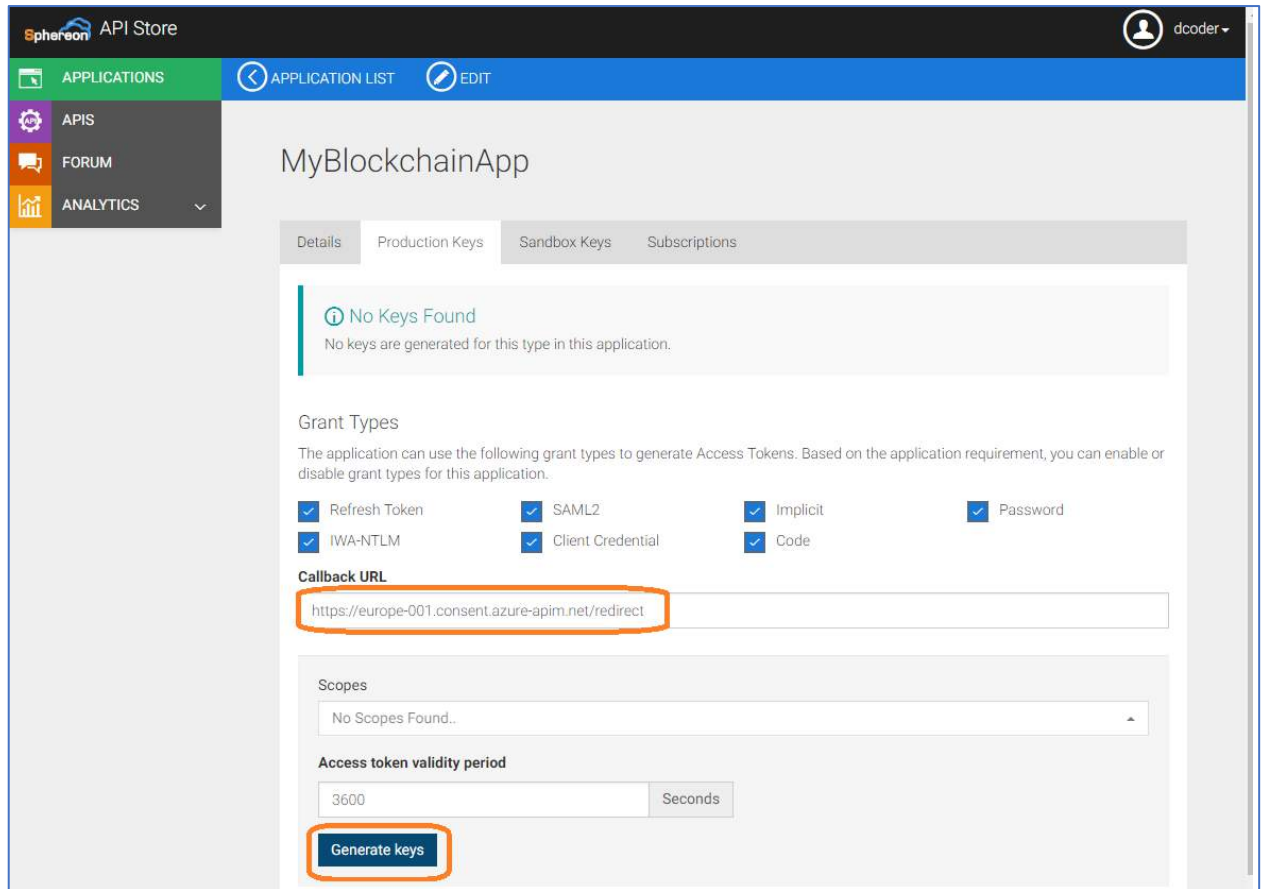 Sphereon API Store
dcoder
APPLICATIONS
APPLICATION LIST
EDIT
API
APIS
FORUM
ANALYTICS
MyBlockchainApp
Details
Production Keys
Sandbox Keys
Subscriptions
No Keys Found
No keys are generated for this type in this application.
Grant Types
The application can use the following grant types to generate Access Tokens. Based on the application requirement, you can enable or
disable grant types for this application.
Refresh Token
SAML2
Implicit
Password
IWA-NTLM
Client Credential
Code
Callback URL
https://europe-001.consent.azure-apim.net/redirect
Scopes
No Scopes Found..
Access token validity period
3600
Seconds
Generate keys